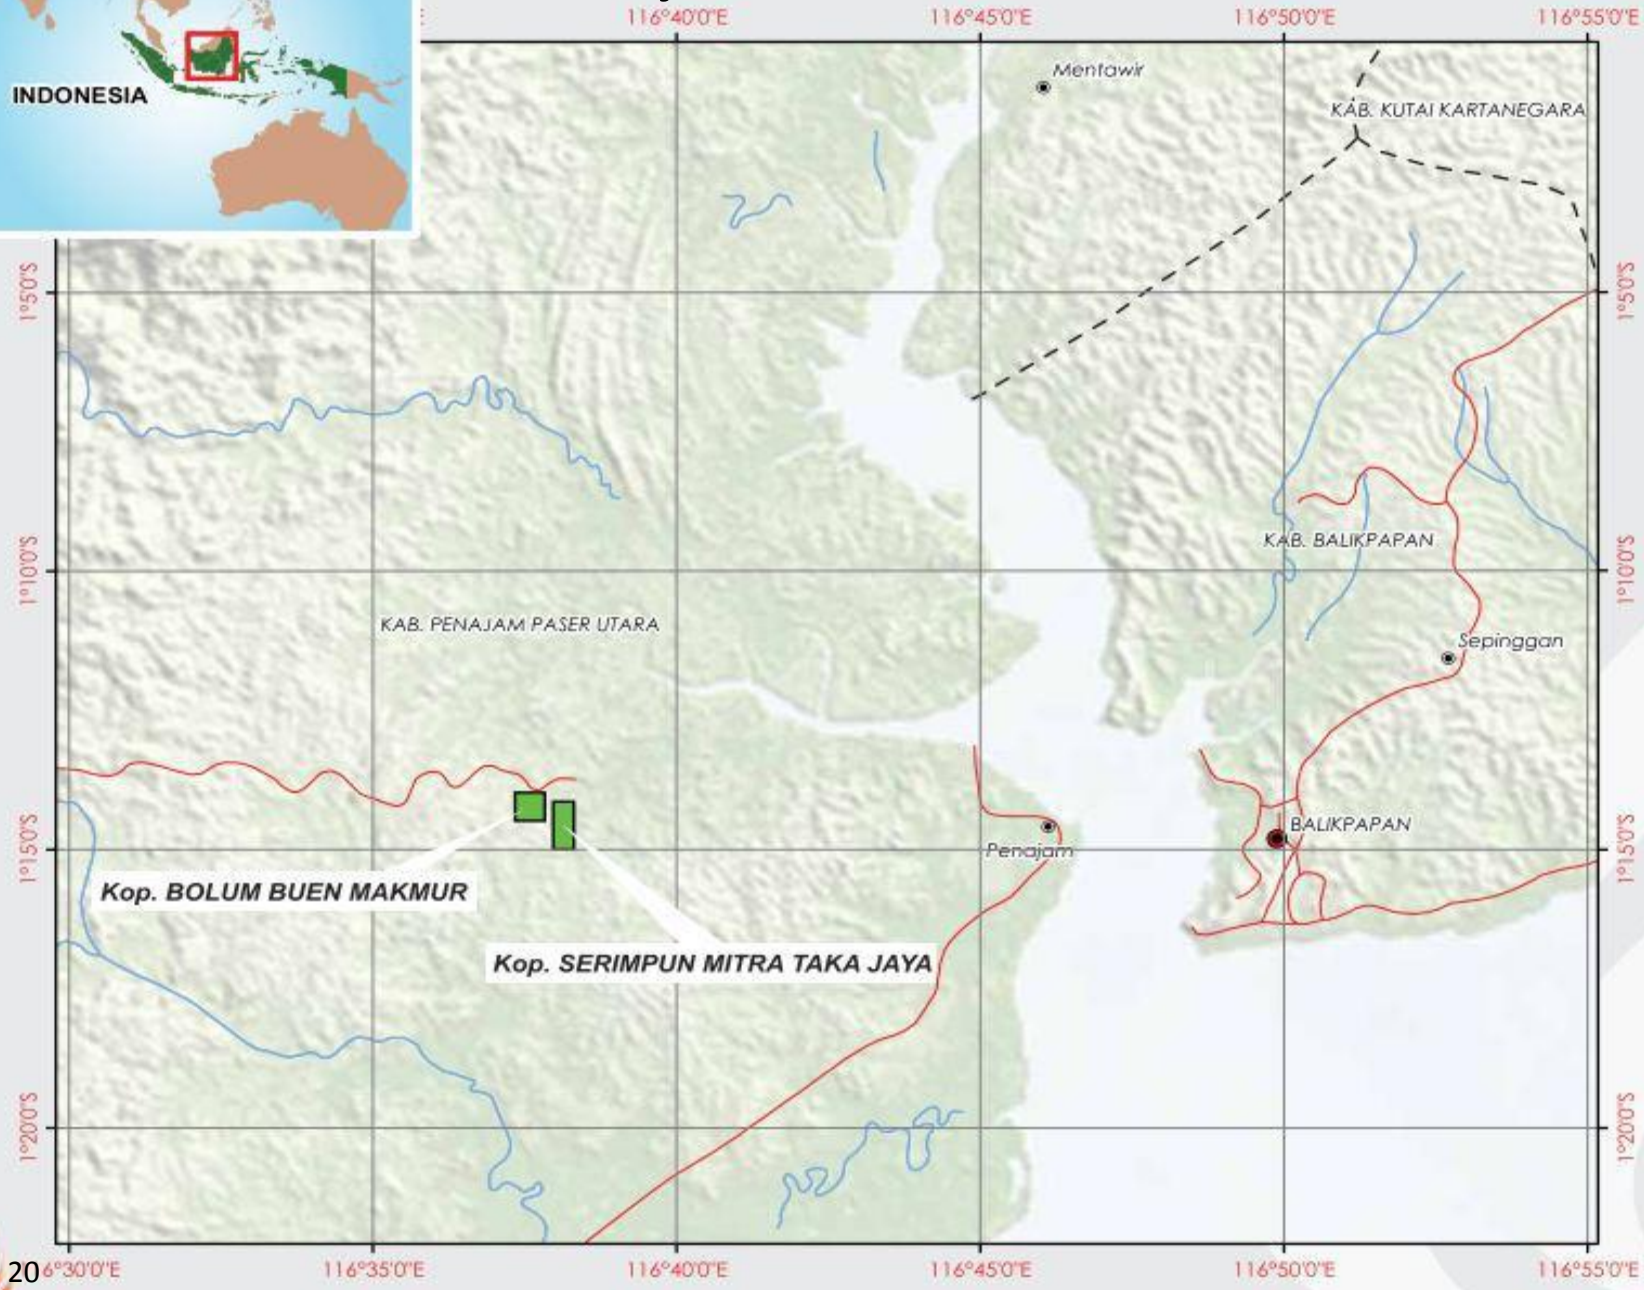 116°40'0"E 116°45'0"E 116°50'0"E 116°55'0"E
INDONESIA
Mentawir
KAB. KUTAI KARTANEGARA
1°5'0"S 1°5'0"S
KAB. BALIKPAPAN
1°10'0"S 1°10'0"S
KAB. PENAJAM PASER UTARA
Sepinggan
BALIKPAPAN
Penajam
1°15'0"S 1°15'0"S
Kop. BOLUM BUEN MAKMUR
Kop. SERIMPUN MITRA TAKA JAYA
1°20'0"S 1°20'0"S
20 6°30'0"E 116°35'0"E 116°40'0"E 116°45'0"E 116°50'0"E 116°55'0"E